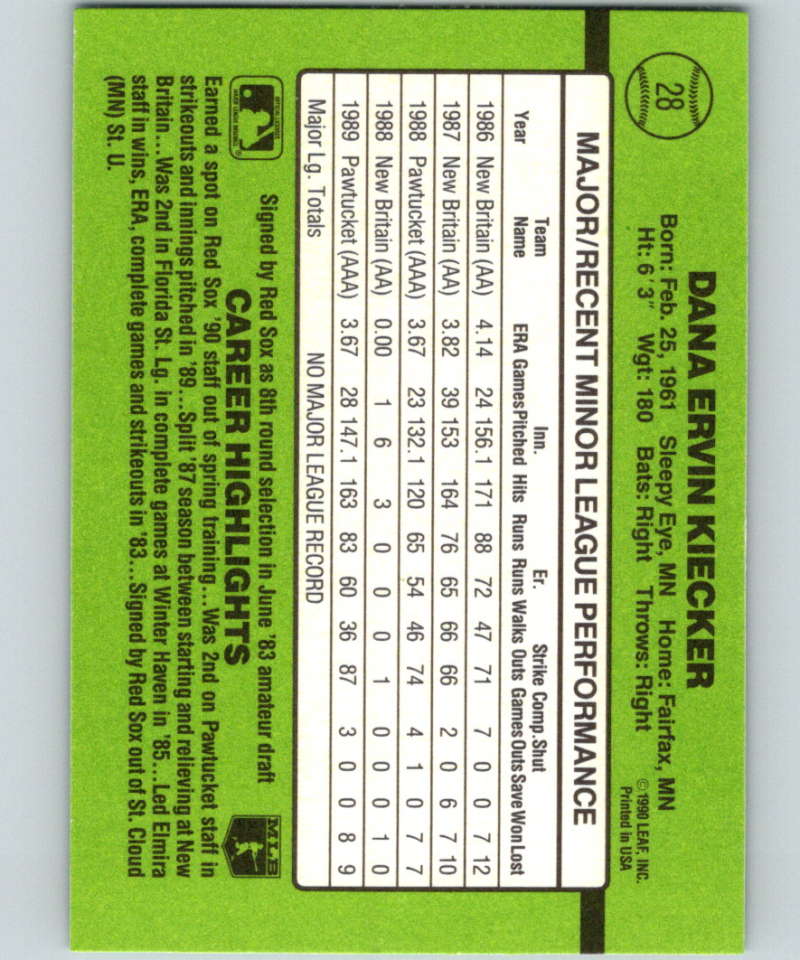 28
DANA ERVIN KIECKER
Born: Feb. 25, 1961 Sleepy Eye, MN Home: Fairfax, MN
Ht: 6'3" Wgt: 180 Bats: Right Throws: Right
© 1990 LEAF, INC.
Printed in USA
MAJOR/RECENT MINOR LEAGUE PERFORMANCE
Team Inn. Er. Strike Comp. Shut
Year Name ERA Games Pitched Hits Runs Runs Walks Outs Games Outs Save Won Lost
1986 New Britain (AA) 4.14 24 156.1 171 88 72 47 71 7 0 0 7 12
1987 New Britain (AA) 3.82 39 153 164 76 65 66 66 2 0 6 7 10
1988 Pawtucket (AAA) 3.67 23 132.1 120 65 54 46 74 4 1 0 7 7
1988 New Britain (AA) 0.00 1 6 3 0 0 0 1 0 0 0 1 0
1989 Pawtucket (AAA) 3.67 28 147.1 163 83 60 36 87 3 0 0 8 9
Major Lg. Totals NO MAJOR LEAGUE RECORD
Signed by Red Sox as 8th round selection in June '83 amateur draft
CAREER HIGHLIGHTS
MLB
Earned a spot on Red Sox '90 staff out of spring training...Was 2nd on Pawtucket staff in
strikeouts and innings pitched in '89...Split '87 season between starting and relieving at New
Britain...Was 2nd in Florida St. Lg. in complete games at Winter Haven in '85...Led Elmira
staff in wins, ERA, complete games and strikeouts in '83...Signed by Red Sox out of St. Cloud
(MN) St. U.